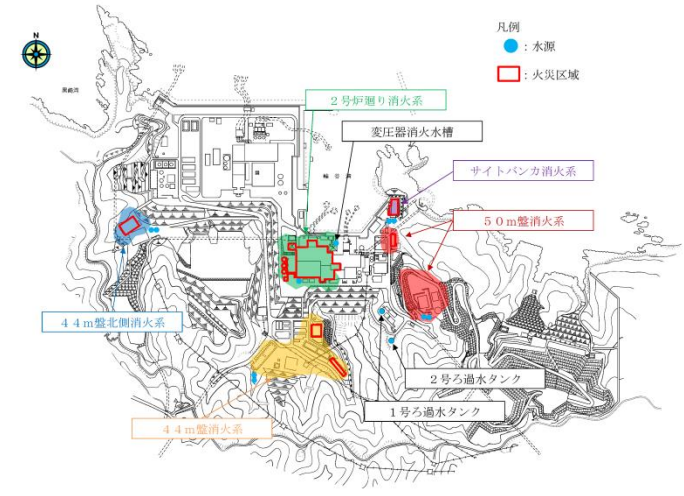 N
凡例
：水源
：火災区域
２号炉廻り消火系
変圧器消火水槽
サイトバンカ消火系
５０ｍ盤消火系
４４ｍ盤北側消火系
２号ろ過水タンク
１号ろ過水タンク
４４ｍ盤消火系